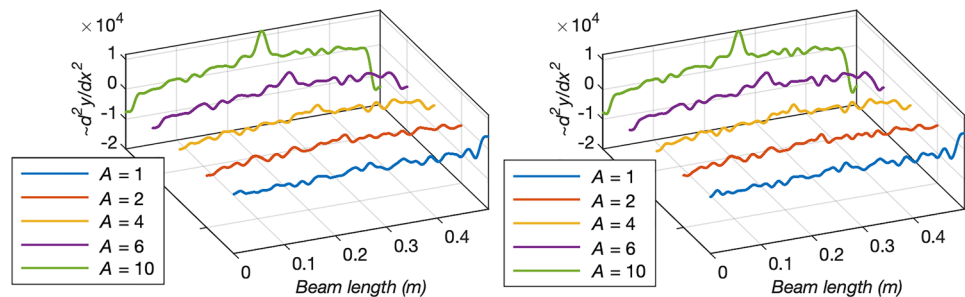 × 10⁴
1
0
-1
-2
~d²y/dx²
A = 1
A = 2
A = 4
A = 6
A = 10
0
0.1
0.2
0.3
0.4
Beam length (m)
× 10⁴
1
0
-1
-2
~d²y/dx²
A = 1
A = 2
A = 4
A = 6
A = 10
0
0.1
0.2
0.3
0.4
Beam length (m)